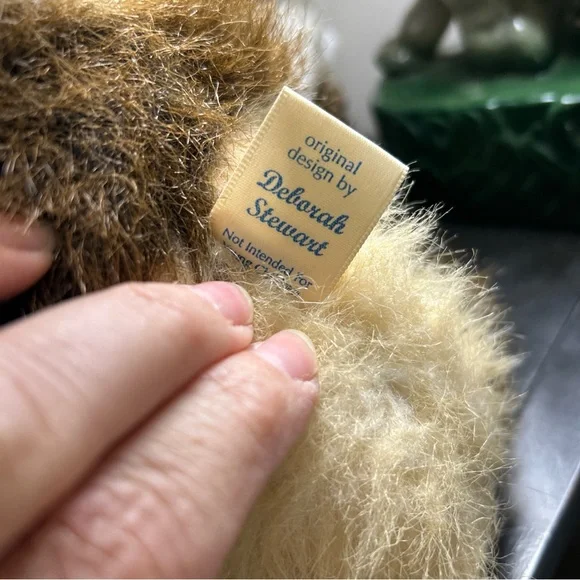 original
design by
Deborah
Stewart
Not Intended for